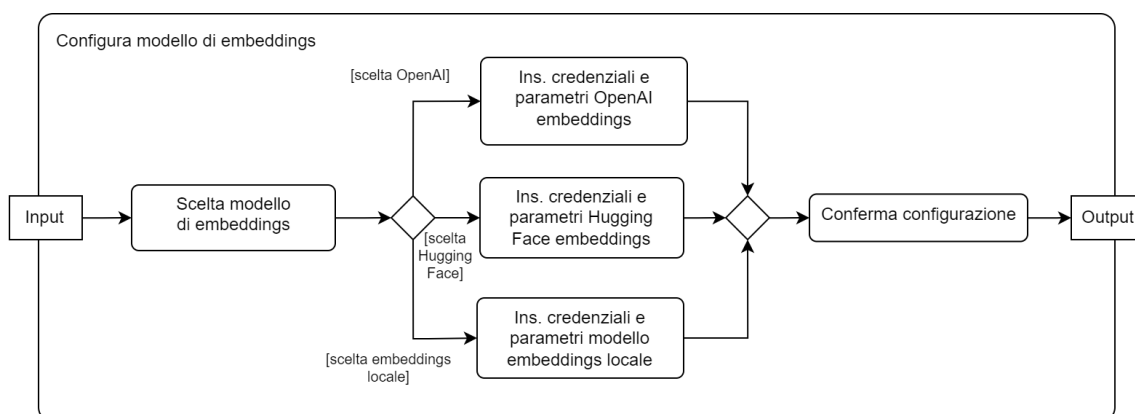 Configura modello di embeddings
[scelta OpenAI]
Ins. credenziali e
parametri OpenAI
embeddings
Input
Scelta modello
di embeddings
[scelta
Hugging
Face]
Ins. credenziali e
parametri Hugging
Face embeddings
Conferma configurazione
Output
[scelta embeddings
locale]
Ins. credenziali e
parametri modello
embeddings locale